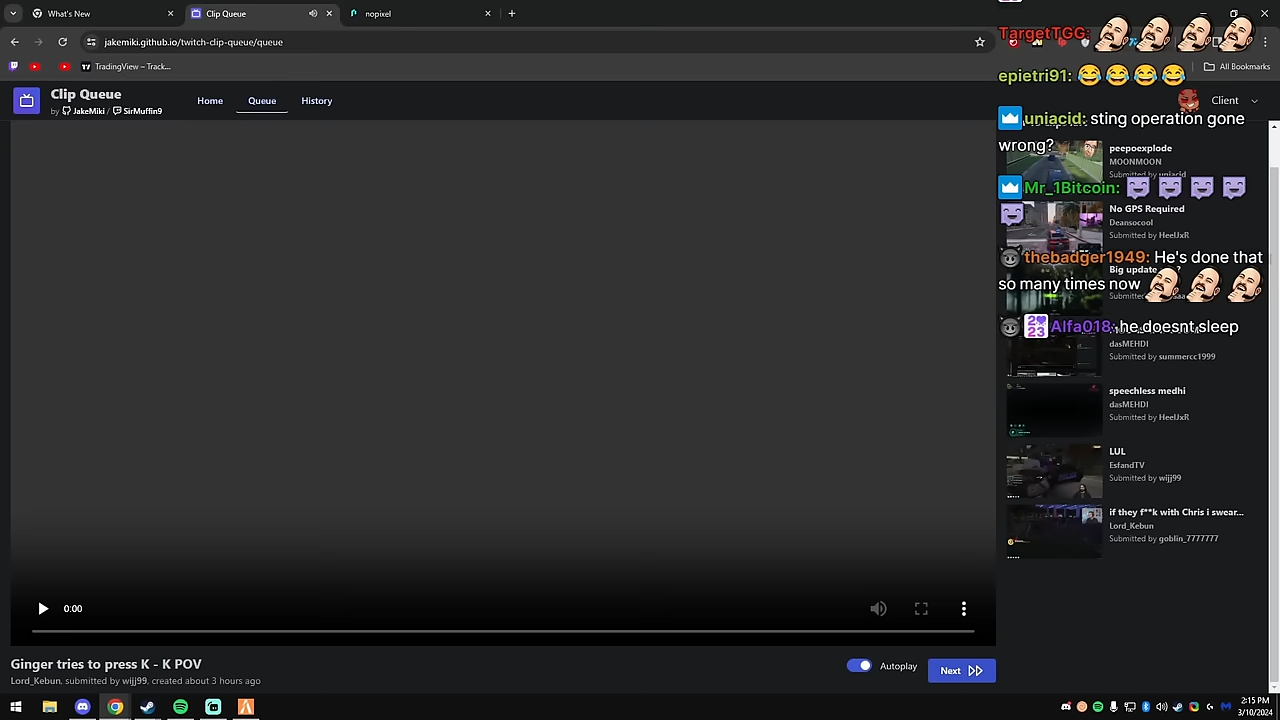 What's New
Clip Queue
nopixel
jakemiki.github.io/twitch-clip-queue/queue
TradingView – Track...
All Bookmarks
Clip Queue
by JakeMiki / SirMuffin9
Home
Queue
History
Client
TargetTGG:
epietri91:
uniacid: sting operation gone
wrong?
peepoexplode
MOONMOON
Submitted by uniacid
Mr_1Bitcoin:
No GPS Required
Deansocool
Submitted by HeelJxR
thebadger1949: He's done that
Big update
so many times now
Submitted
2023
Alfa018: he doesnt sleep
dasMEHDI
Submitted by summercc1999
speechless medhi
dasMEHDI
Submitted by HeelJxR
LUL
EsfandTV
Submitted by wijj99
if they f**k with Chris i swear...
Lord_Kebun
Submitted by goblin_7777777
0:00
Ginger tries to press K - K POV
Lord_Kebun, submitted by wijj99, created about 3 hours ago
Autoplay
Next
2:15 PM
3/10/2024